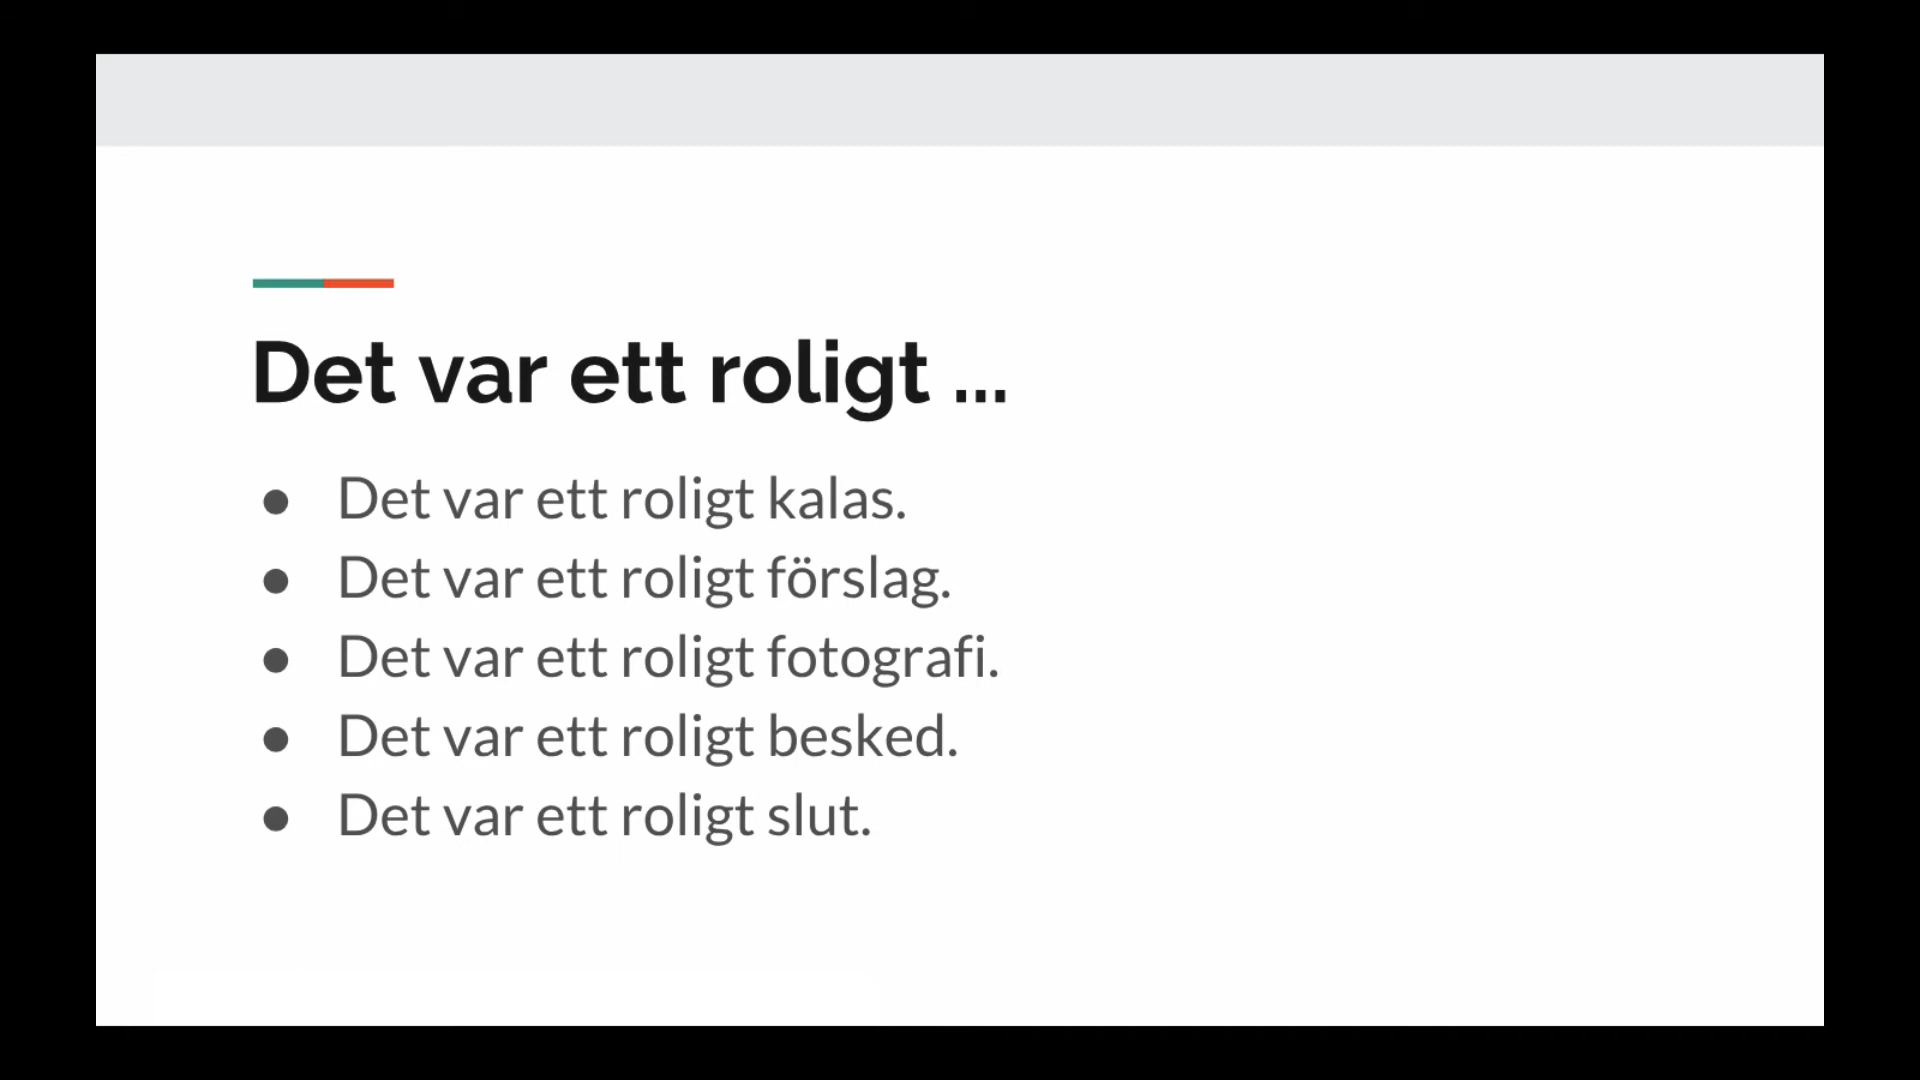 Det var ett roligt ...
● Det var ett roligt kalas.
● Det var ett roligt förslag.
● Det var ett roligt fotografi.
● Det var ett roligt besked.
● Det var ett roligt slut.